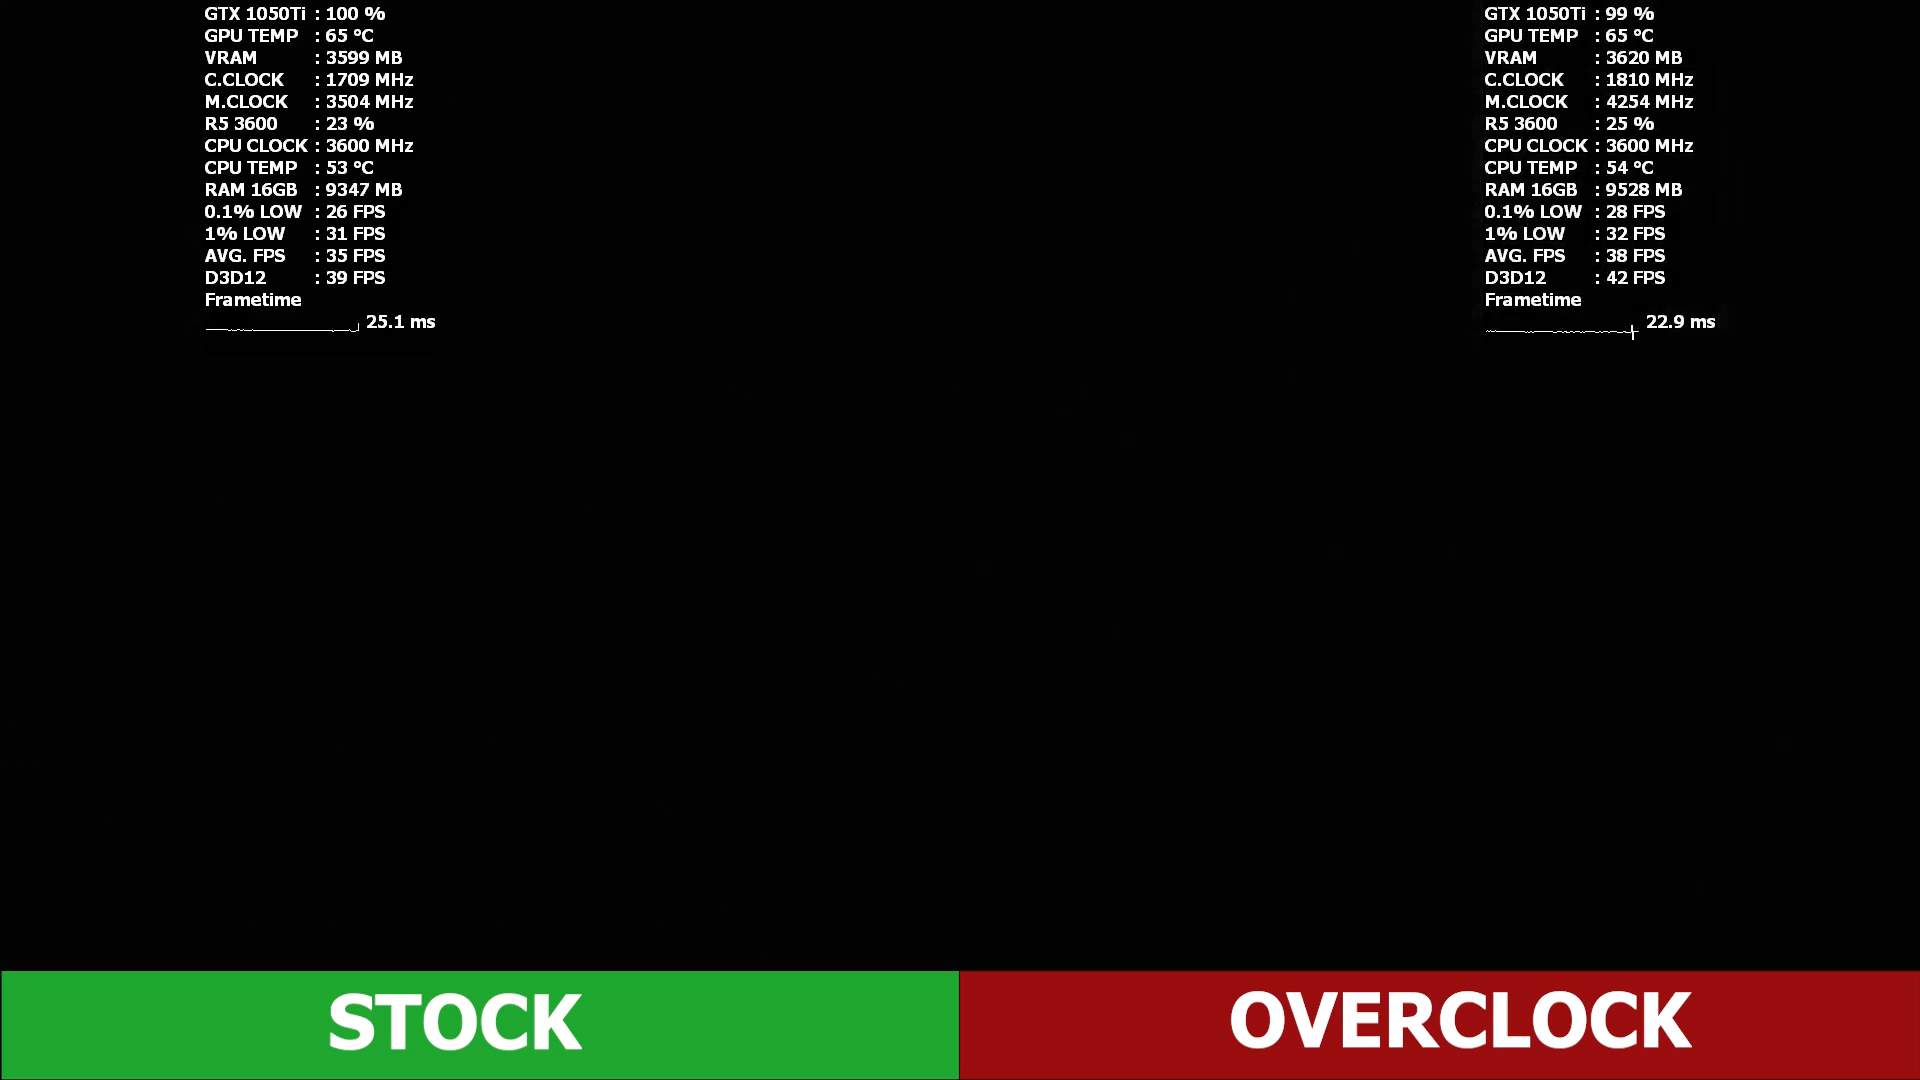 GTX 1050Ti : 100 %
GPU TEMP : 65 °C
VRAM : 3599 MB
C.CLOCK : 1709 MHz
M.CLOCK : 3504 MHz
R5 3600 : 23 %
CPU CLOCK : 3600 MHz
CPU TEMP : 53 °C
RAM 16GB : 9347 MB
0.1% LOW : 26 FPS
1% LOW : 31 FPS
AVG. FPS : 35 FPS
D3D12 : 39 FPS
Frametime
25.1 ms
GTX 1050Ti : 99 %
GPU TEMP : 65 °C
VRAM : 3620 MB
C.CLOCK : 1810 MHz
M.CLOCK : 4254 MHz
R5 3600 : 25 %
CPU CLOCK : 3600 MHz
CPU TEMP : 54 °C
RAM 16GB : 9528 MB
0.1% LOW : 28 FPS
1% LOW : 32 FPS
AVG. FPS : 38 FPS
D3D12 : 42 FPS
Frametime
22.9 ms
STOCK
OVERCLOCK